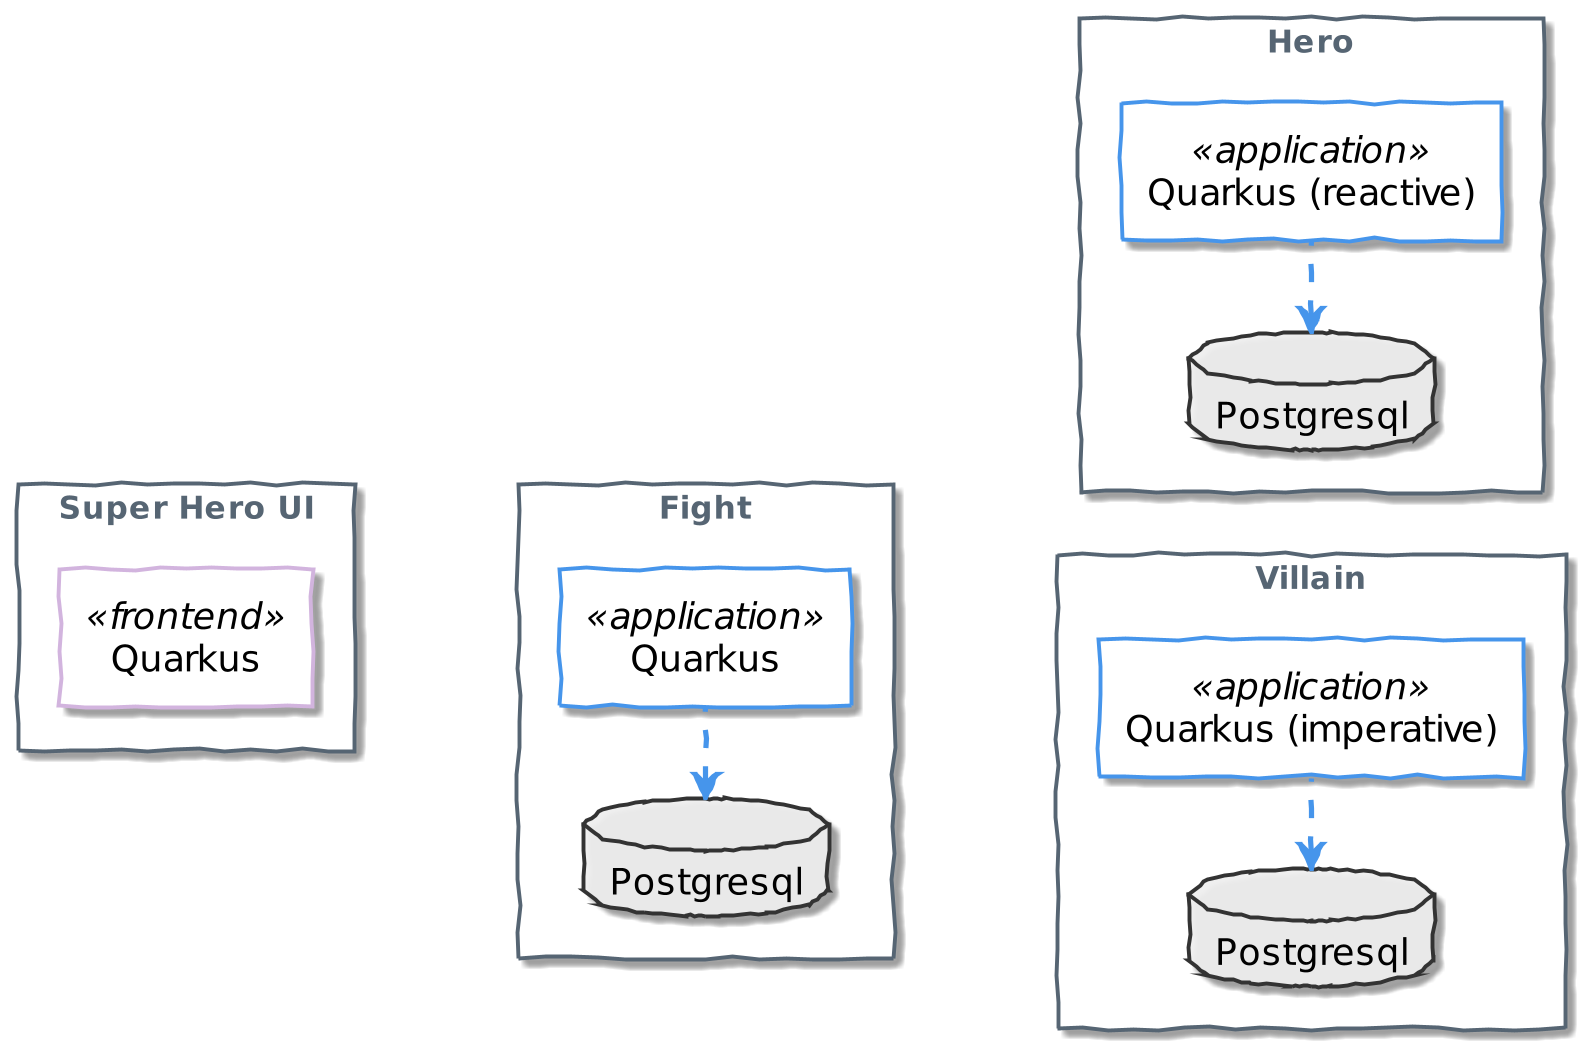 Hero
«application»
Quarkus (reactive)
Postgresql
Super Hero UI
«frontend»
Quarkus
Fight
«application»
Quarkus
Postgresql
Villain
«application»
Quarkus (imperative)
Postgresql